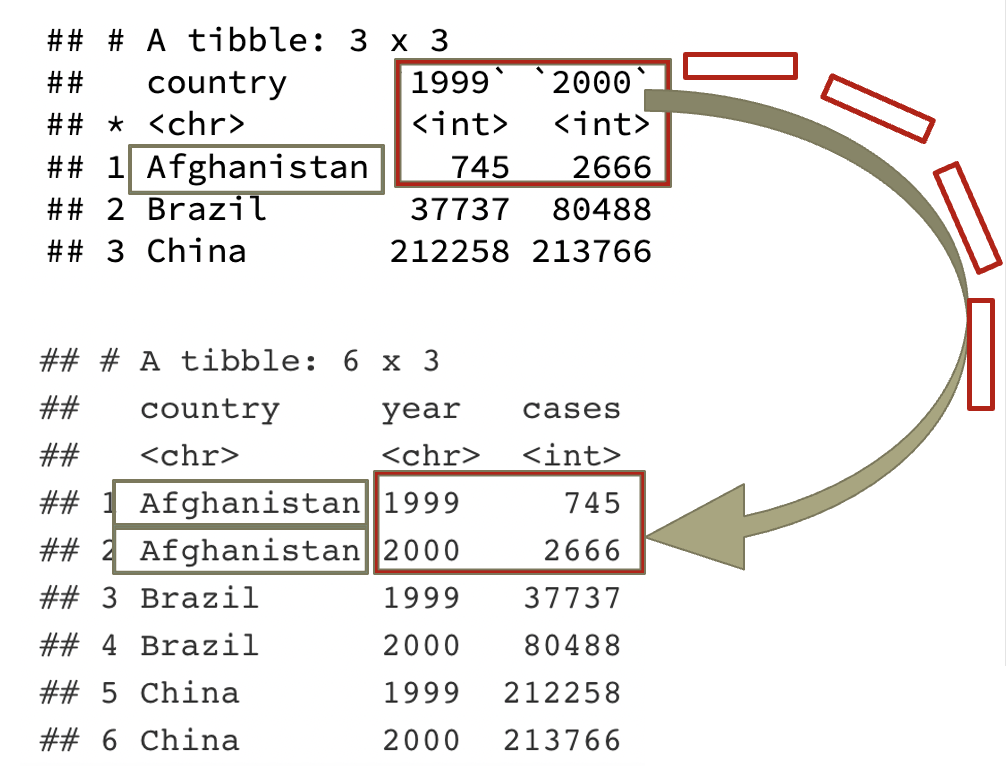 ## # A tibble: 3 x 3
## country 1999` `2000`
## * <chr> <int> <int>
## 1 Afghanistan 745 2666
## 2 Brazil 37737 80488
## 3 China 212258 213766
## # A tibble: 6 x 3
## country year cases
## <chr> <chr> <int>
## 1 Afghanistan 1999 745
## 2 Afghanistan 2000 2666
## 3 Brazil 1999 37737
## 4 Brazil 2000 80488
## 5 China 1999 212258
## 6 China 2000 213766